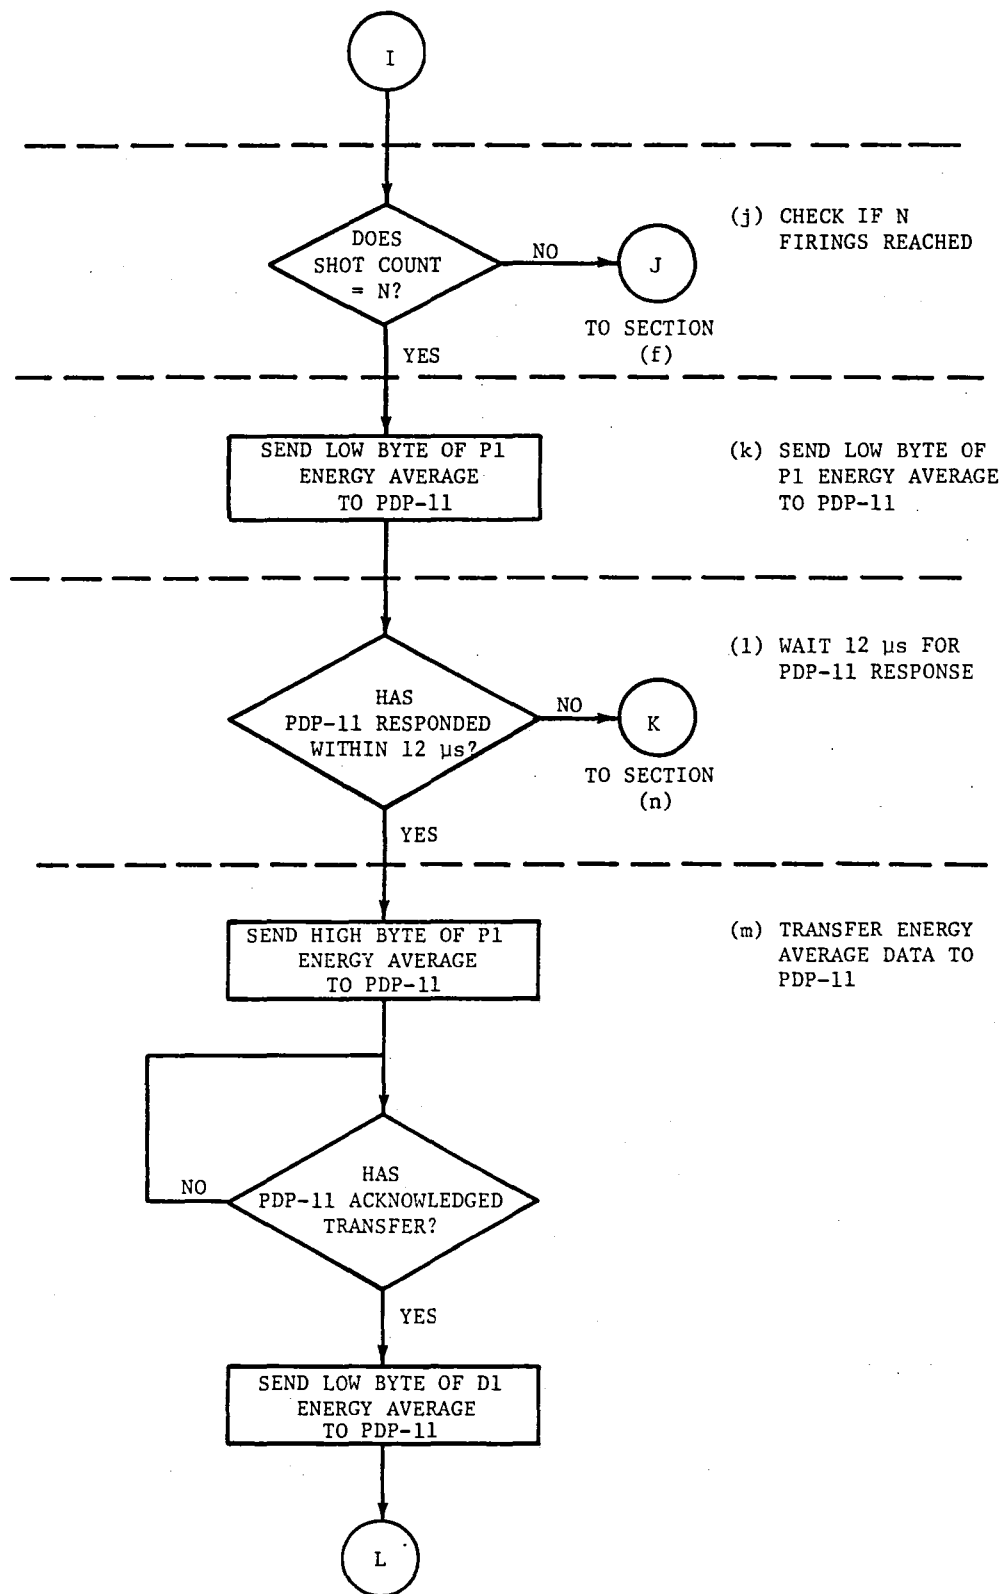 I
DOES
SHOT COUNT
= N?
NO
J
TO SECTION
(f)
YES
(j) CHECK IF N
FIRINGS REACHED
SEND LOW BYTE OF P1
ENERGY AVERAGE
TO PDP-11
(k) SEND LOW BYTE OF
P1 ENERGY AVERAGE
TO PDP-11
HAS
PDP-11 RESPONDED
WITHIN 12 µs?
NO
K
TO SECTION
(n)
YES
(l) WAIT 12 µs FOR
PDP-11 RESPONSE
SEND HIGH BYTE OF P1
ENERGY AVERAGE
TO PDP-11
(m) TRANSFER ENERGY
AVERAGE DATA TO
PDP-11
HAS
PDP-11 ACKNOWLEDGED
TRANSFER?
NO
YES
SEND LOW BYTE OF D1
ENERGY AVERAGE
TO PDP-11
L